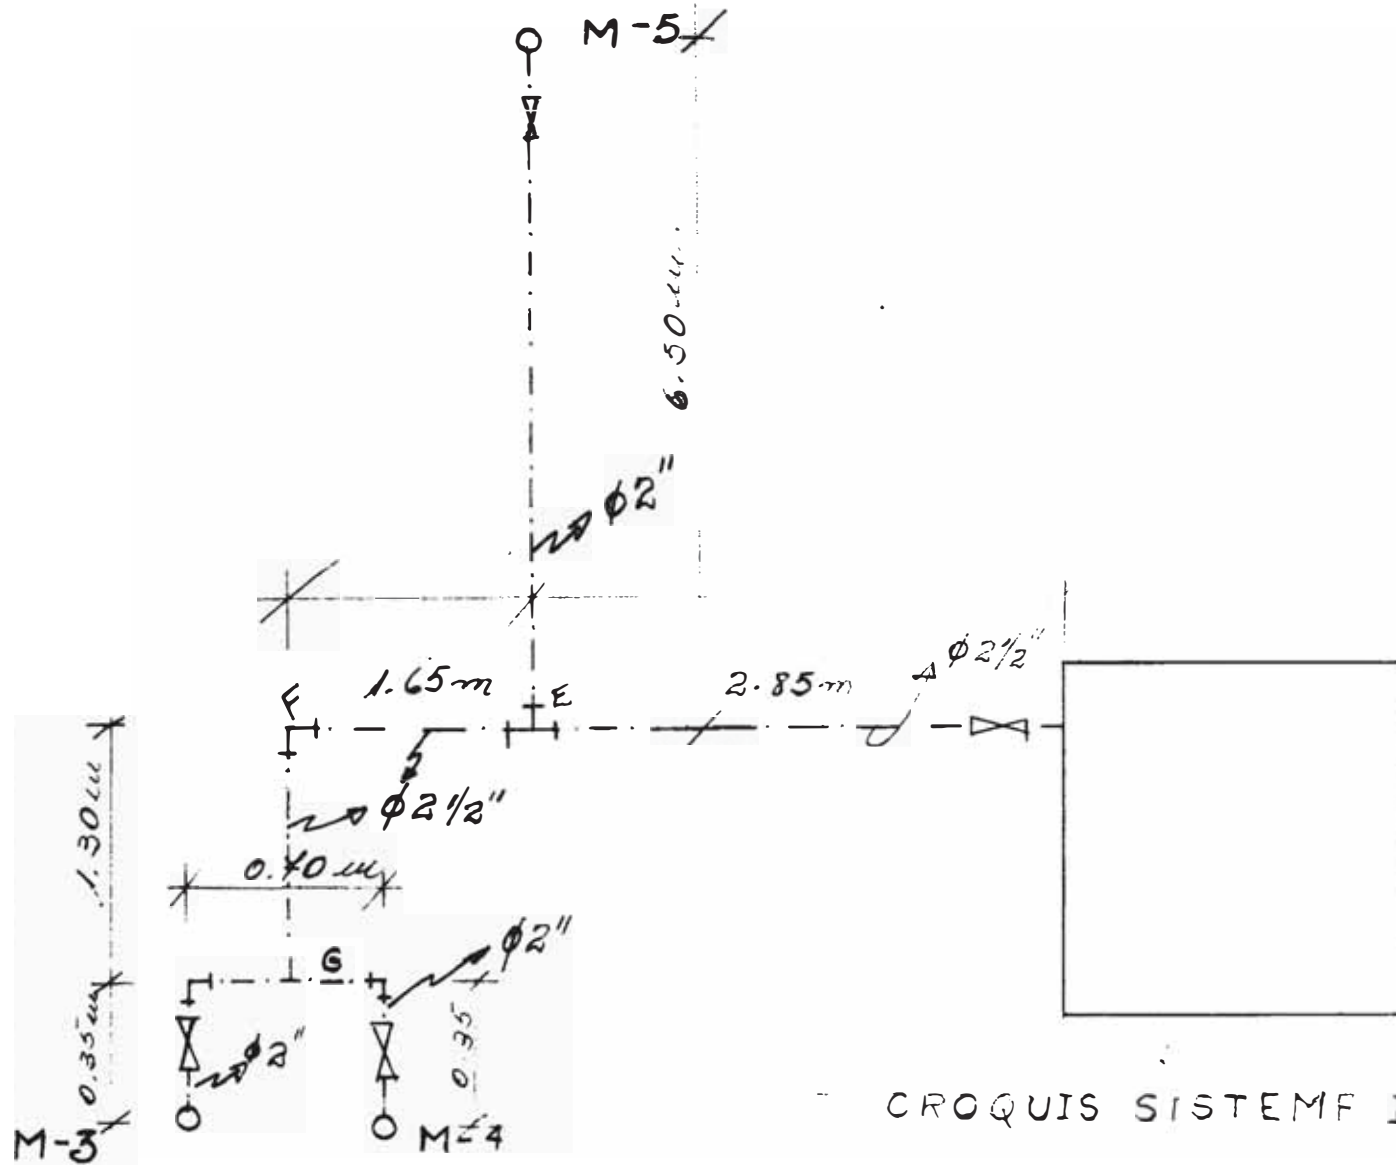 M-5
6.50 m.
φ2"
φ2½"
1.65 m
2.85 m
F
E
φ2½"
1.30 m
0.70 m
φ2"
G
0.35 m
φ2"
0.35
M-3
M-4
CROQUIS SISTEMF